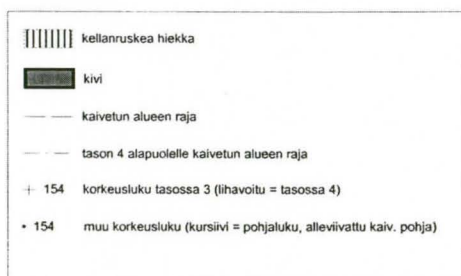 kellanruskea hiekka
kivi
kaivetun alueen raja
tason 4 alapuolelle kaivetun alueen raja
+ 154 korkeusluku tasossa 3 (lihavoitu = tasossa 4)
• 154 muu korkeusluku (kursiivi = pohjaluku, alleviivattu kaiv. pohja)